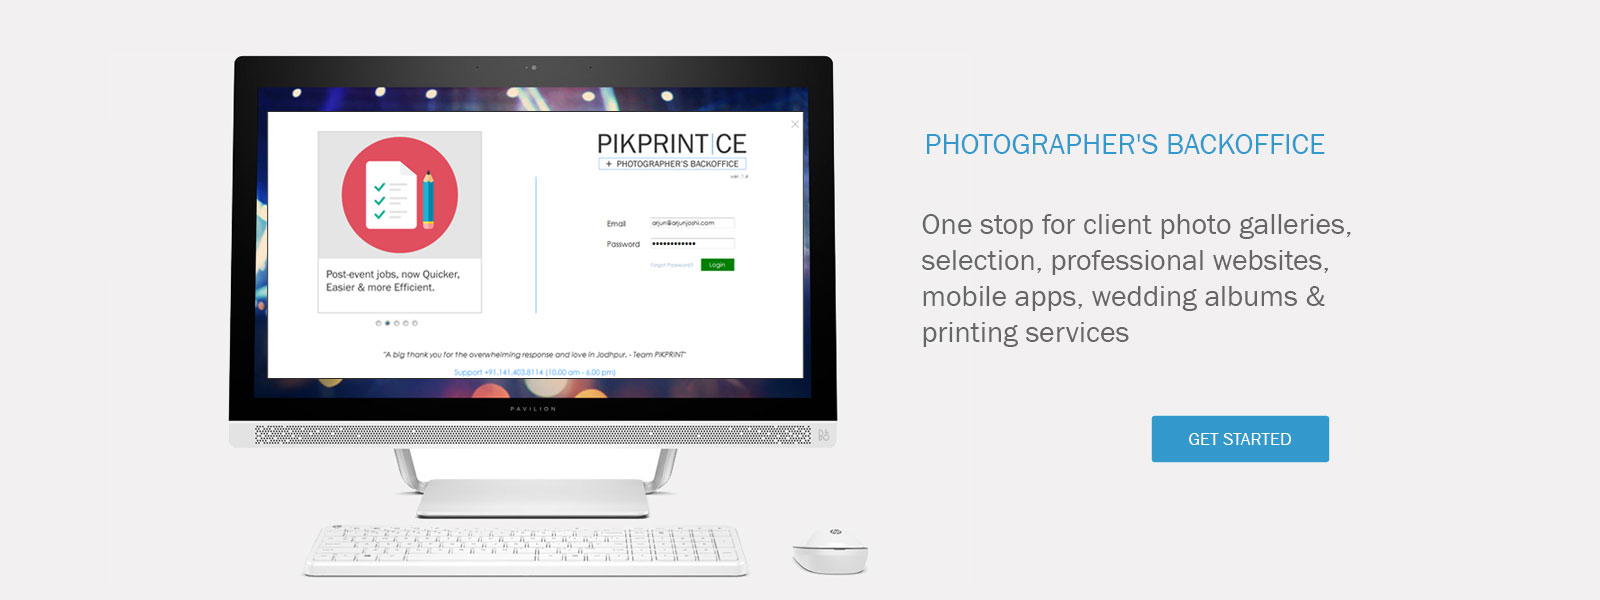 PIKPRINT|CE
+ PHOTOGRAPHER'S BACKOFFICE
Email arjun@arjunjoshi.com
Password ••••••••••••
Forgot Password? Login
Post-event jobs, now Quicker,
Easier & more Efficient.
"A big thank you for the overwhelming response and love in Jodhpur. - Team PIKPRINT"
Support +91.141.403.8114 (10.00 am - 6.00 pm)
PAVILION
PHOTOGRAPHER'S BACKOFFICE
One stop for client photo galleries,
selection, professional websites,
mobile apps, wedding albums &
printing services
GET STARTED